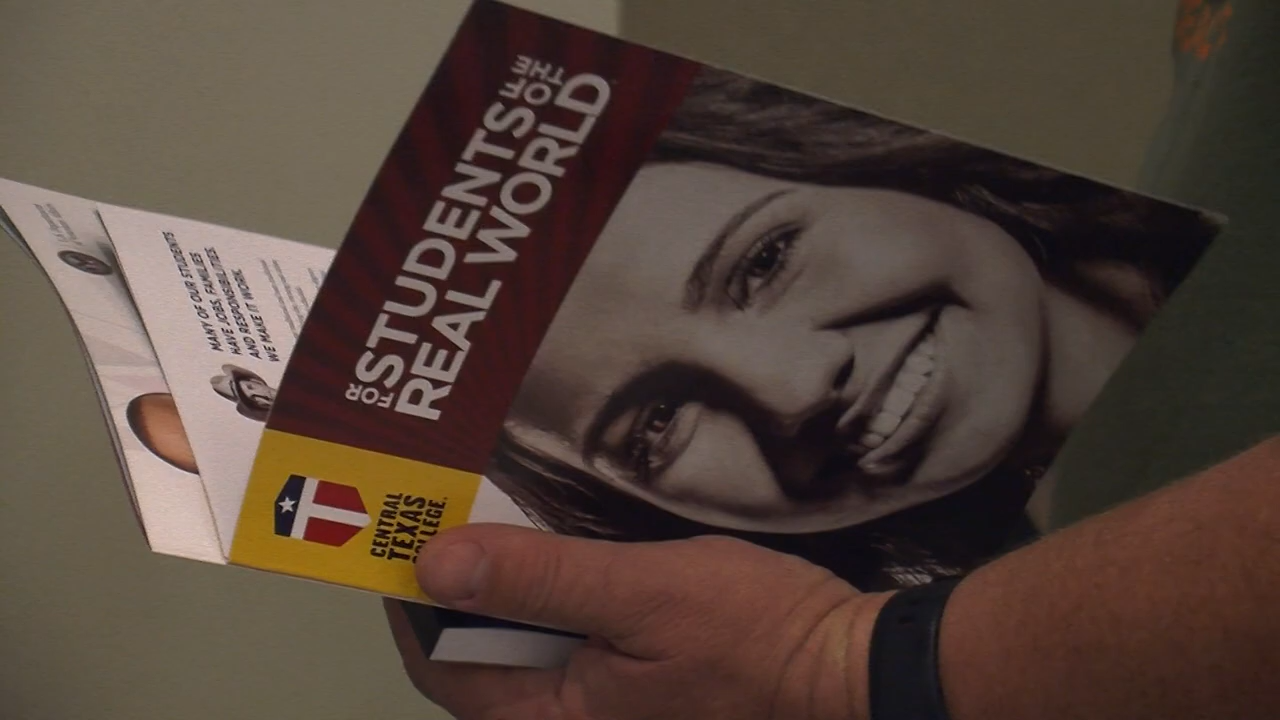 FOR STUDENTS OF THE
REAL WORLD
CENTRAL
TEXAS
COLLEGE.
MANY OF OUR STUDENTS
HAVE JOBS, FAMILIES
AND RESPONSIBILITIES.
WE MAKE IT WORK.